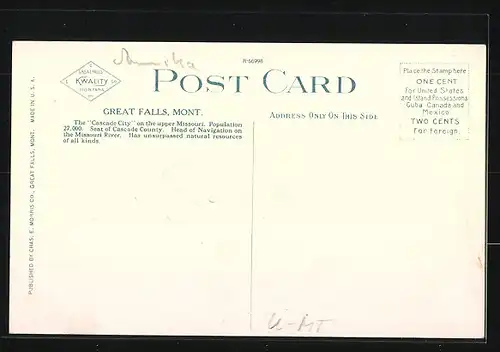 R-56998
GREAT FALLS
KWALITY
MONTANA
POST CARD
Place the Stamp here
ONE CENT
For United States
and Island Possessions
Cuba Canada and
Mexico
TWO CENTS
For Foreign.
GREAT FALLS, MONT.
The "Cascade City" on the upper Missouri. Population
27,000. Seat of Cascade County. Head of Navigation on
the Missouri River. Has unsurpassed natural resources
of all kinds.
ADDRESS ONLY ON THIS SIDE
PUBLISHED BY CHAS. E. MORRIS CO., GREAT FALLS, MONT. MADE IN U. S. A.
U-MT